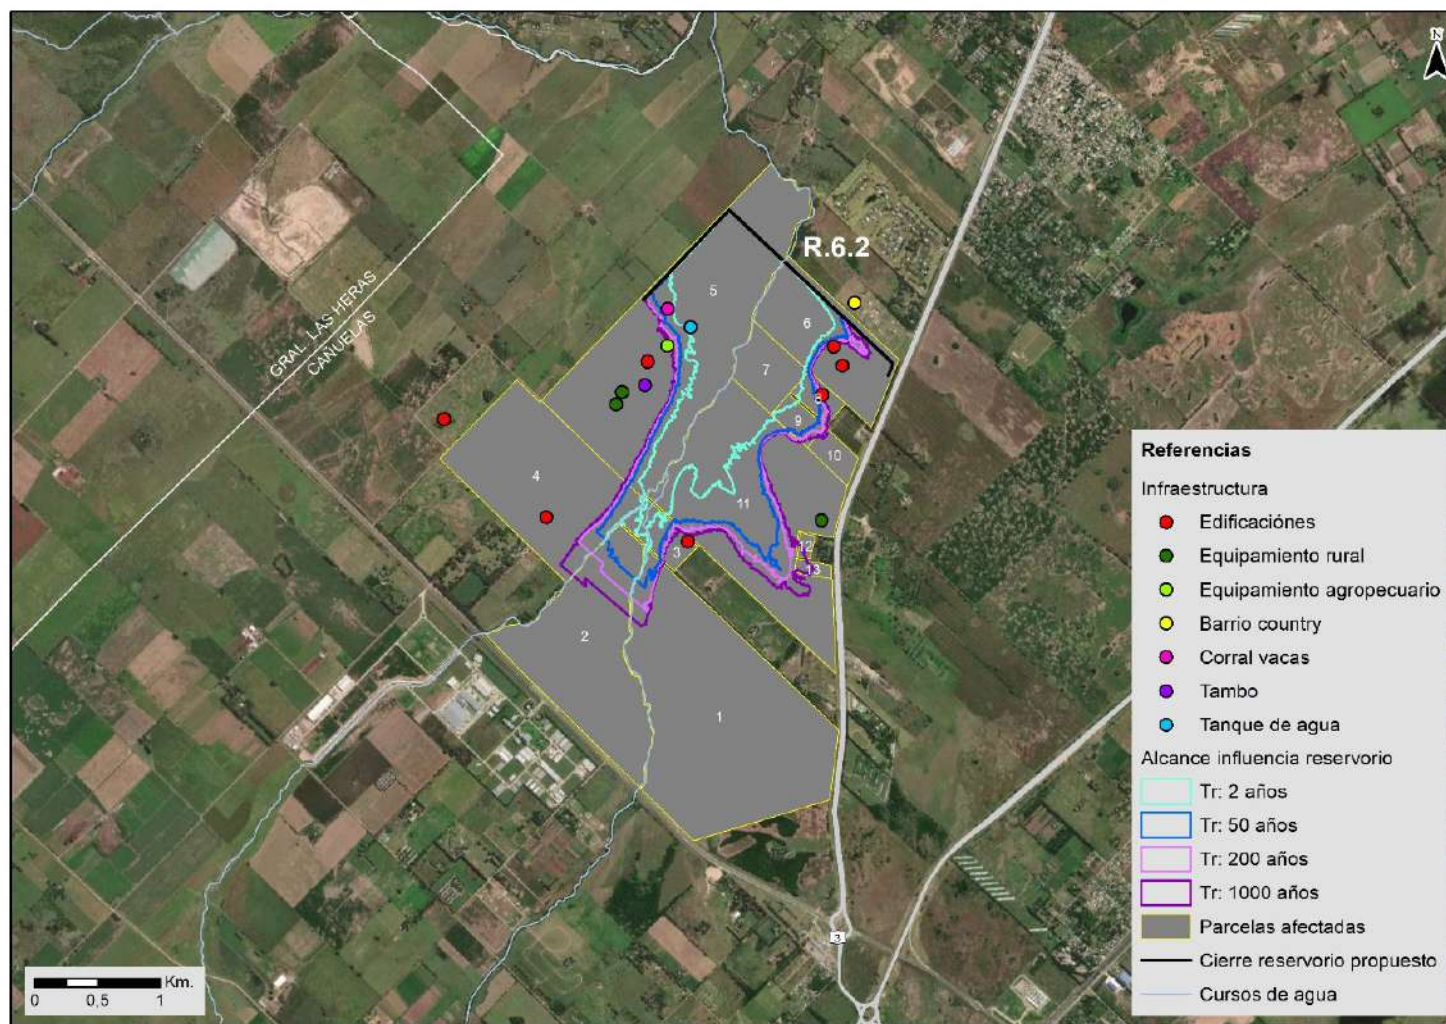 N
R.6.2
GRAL. LAS HERAS
CAÑUELAS
5
6
7
8
9
10
4
11
12
13
3
2
1
3
Referencias
Infraestructura
Edificaciónes
Equipamiento rural
Equipamiento agropecuario
Barrio country
Corral vacas
Tambo
Tanque de agua
Alcance influencia reservorio
Tr: 2 años
Tr: 50 años
Tr: 200 años
Tr: 1000 años
Parcelas afectadas
Cierre reservorio propuesto
Cursos de agua
Km.
0 0,5 1